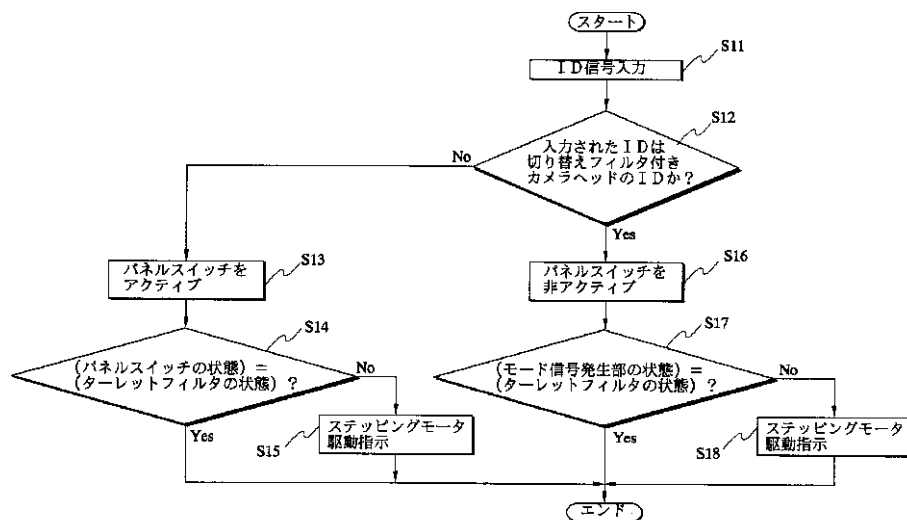 スタート
S11
ＩＤ信号入力
S12
入力されたＩＤは
切り替えフィルタ付き
カメラヘッドのＩＤか？
No
Yes
S13
パネルスイッチを
アクティブ
S16
パネルスイッチを
非アクティブ
S14
(パネルスイッチの状態)＝
(ターレットフィルタの状態) ？
No
Yes
S15
ステッピングモータ
駆動指示
S17
(モード信号発生部の状態)＝
(ターレットフィルタの状態) ？
No
Yes
S18
ステッピングモータ
駆動指示
エンド